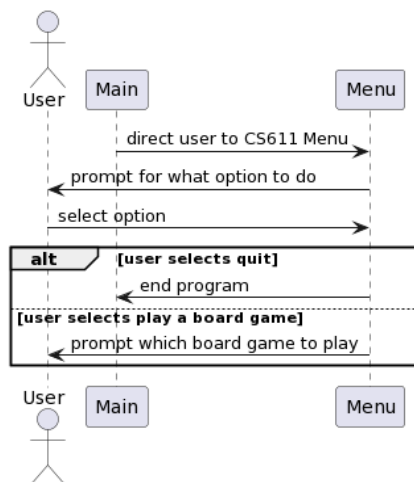 User
Main
Menu
direct user to CS611 Menu
prompt for what option to do
select option
alt
[user selects quit]
end program
[user selects play a board game]
prompt which board game to play
User
Main
Menu